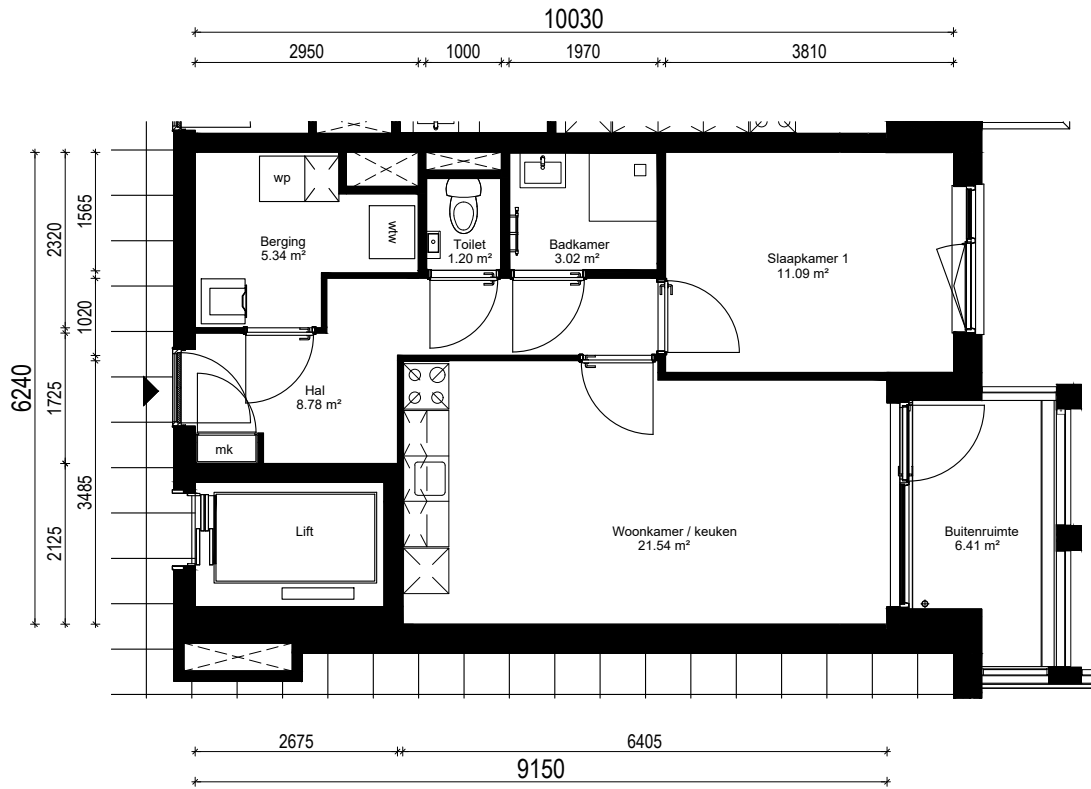 10030
2950
1000
1970
3810
6240
2320
1725
2125
1565
1020
3485
wp
wtw
Berging
5.34 m²
Toilet
1.20 m²
Badkamer
3.02 m²
Slaapkamer 1
11.09 m²
Hal
8.78 m²
mk
Lift
Woonkamer / keuken
21.54 m²
Buitenruimte
6.41 m²
2675
6405
9150